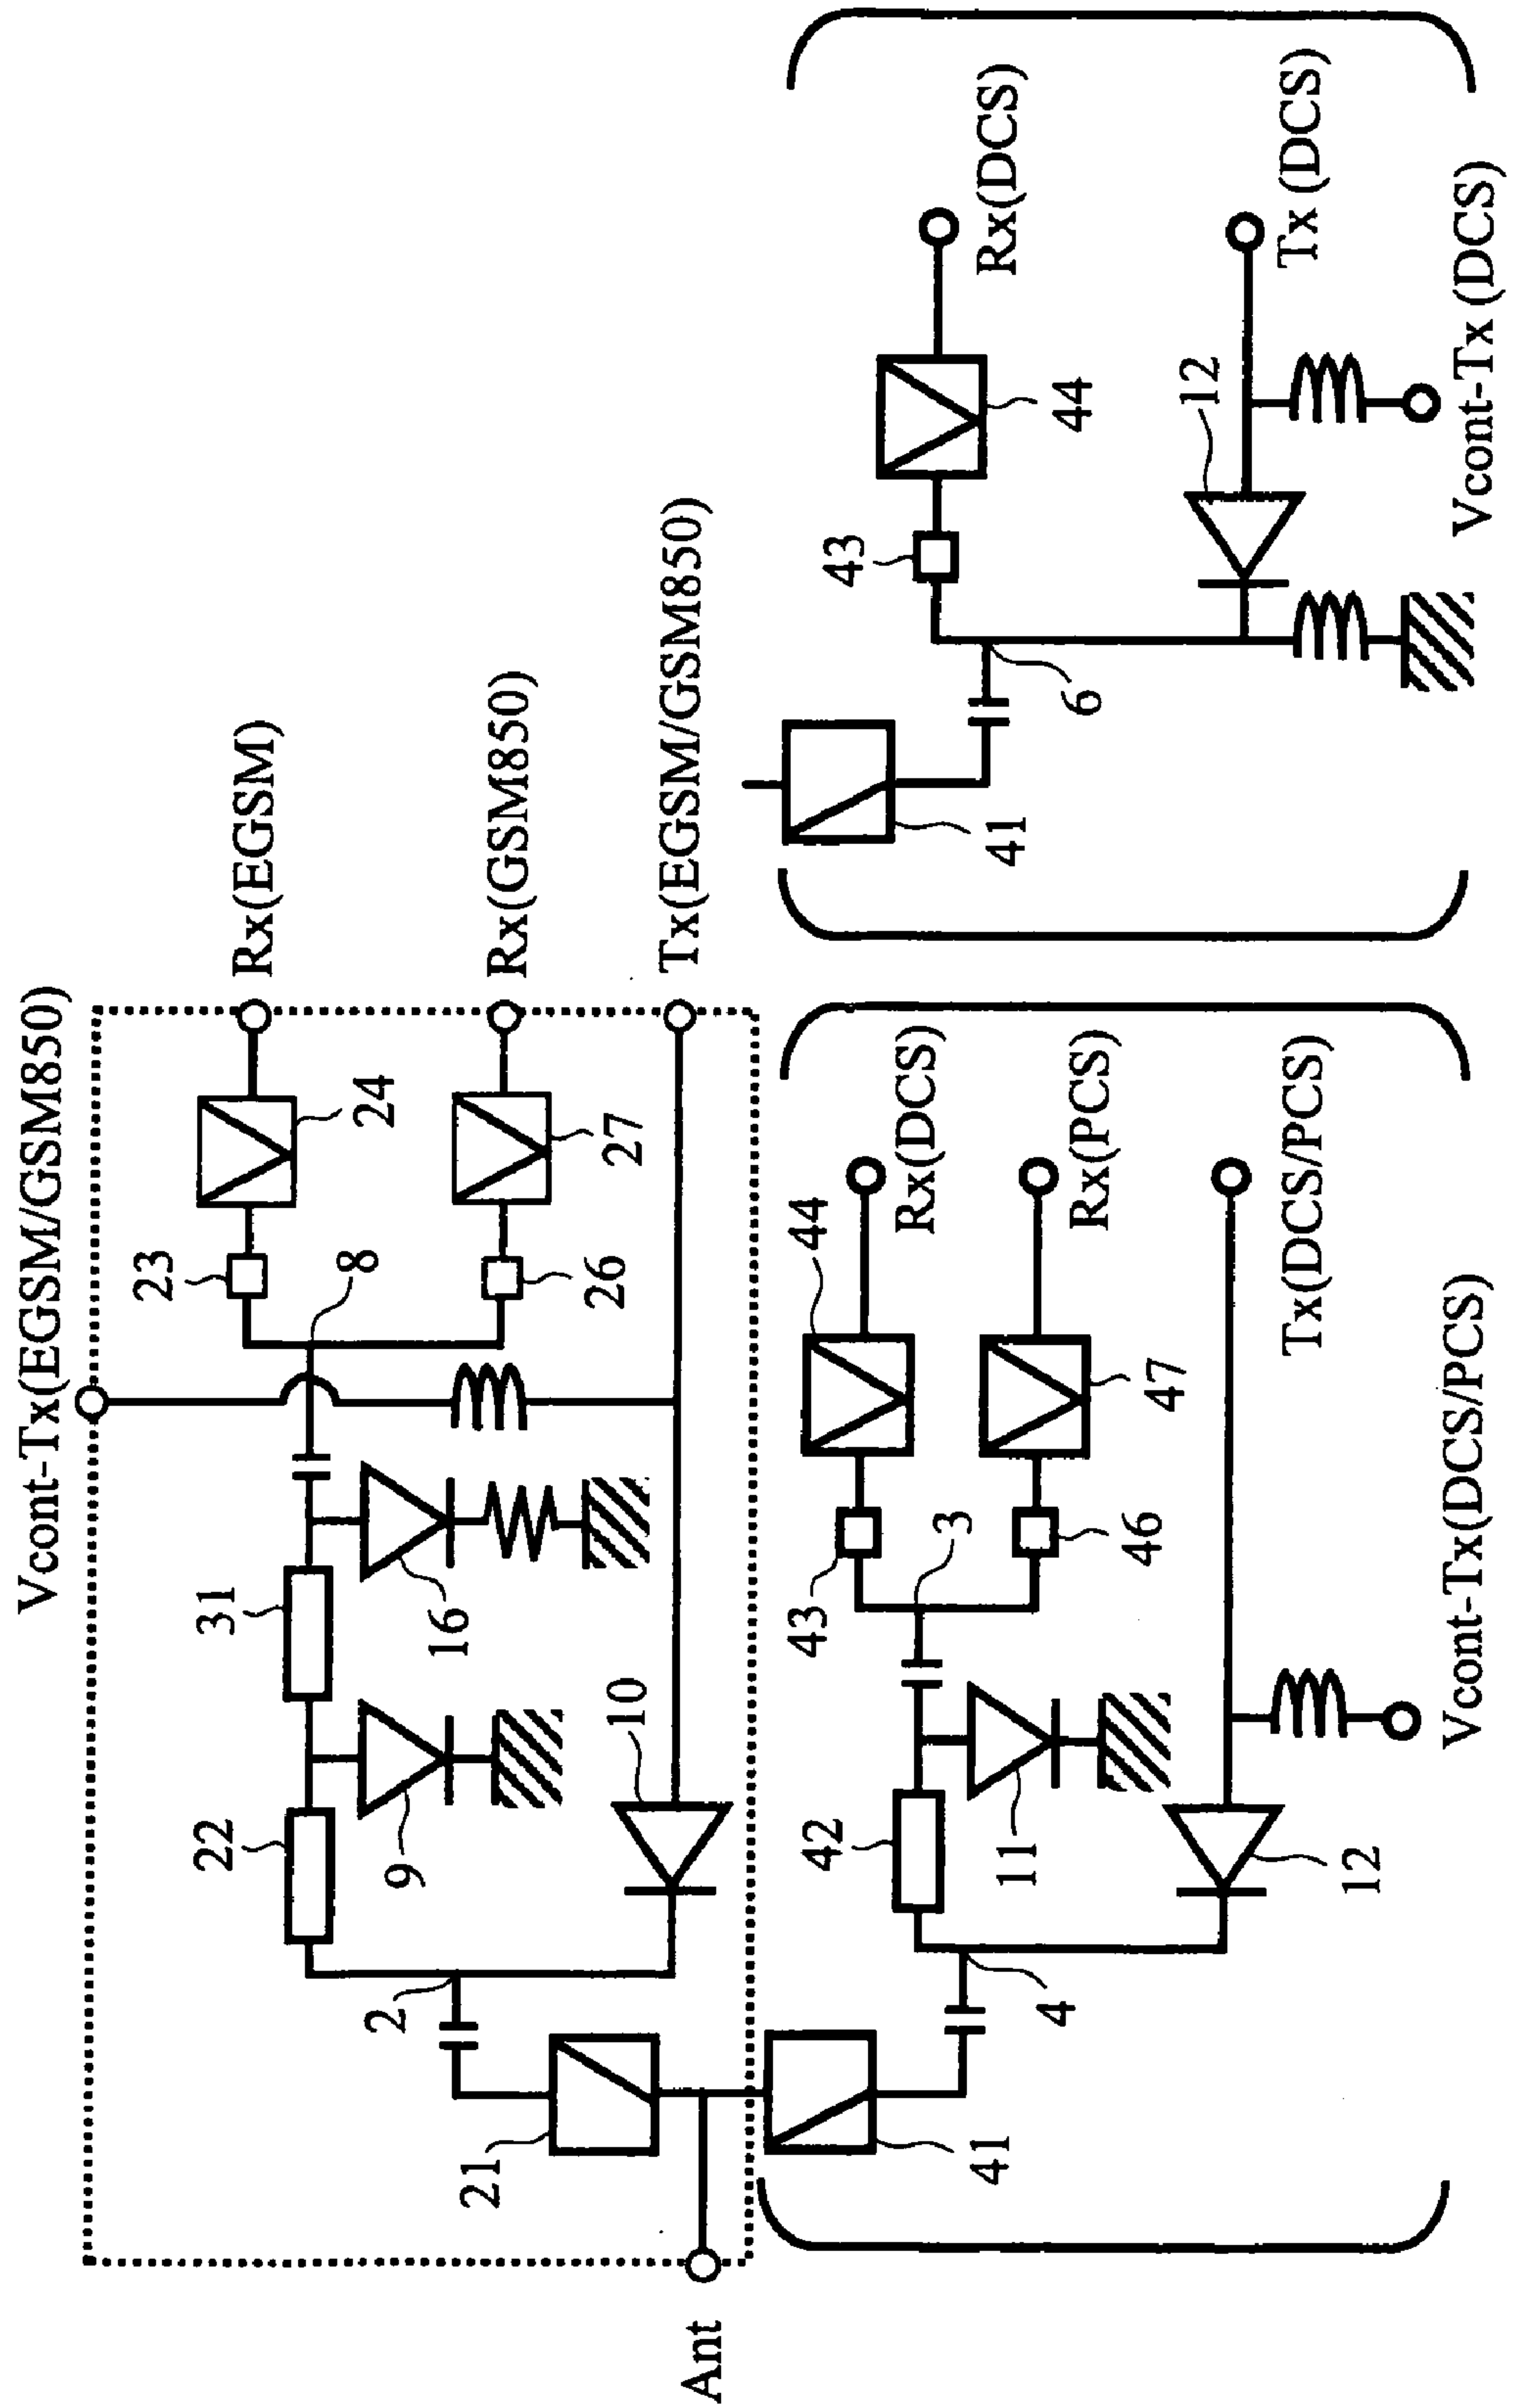 Vcont-Tx(EGSM/GSM850)
Rx(EGSM)
24
23
8
31
22
Rx(GSM850)
27
26
16
9
2
10
Tx(EGSM/GSM850)
21
Ant
44
Rx(DCS)
43
3
42
47
Rx(PCS)
46
11
4
41
12
Tx(DCS/PCS)
Vcont-Tx(DCS/PCS)
43
44
Rx(DCS)
41
6
12
Tx (DCS)
Vcont-Tx (DCS)